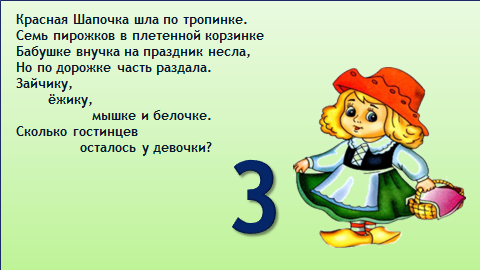 Красная Шапочка шла по тропинке.
Семь пирожков в плетенной корзинке
Бабушке внучка на праздник несла,
Но по дорожке часть раздала.
Зайчику,
ёжику,
мышке и белочке.
Сколько гостинцев
осталось у девочки?
3